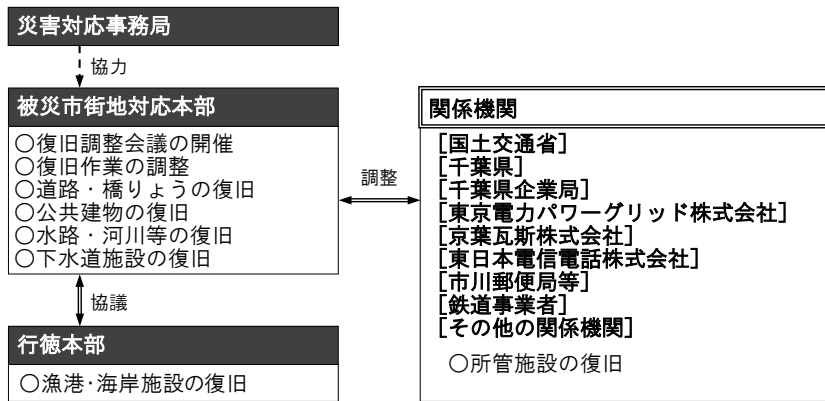 災害対応事務局
協力
被災市街地対応本部
〇復旧調整会議の開催
〇復旧作業の調整
〇道路・橋りょうの復旧
〇公共建物の復旧
〇水路・河川等の復旧
〇下水道施設の復旧
協議
行徳本部
〇漁港・海岸施設の復旧
調整
関係機関
[国土交通省]
[千葉県]
[千葉県企業局]
[東京電力パワーグリッド株式会社]
[京葉瓦斯株式会社]
[東日本電信電話株式会社]
[市川郵便局等]
[鉄道事業者]
[その他の関係機関]
〇所管施設の復旧